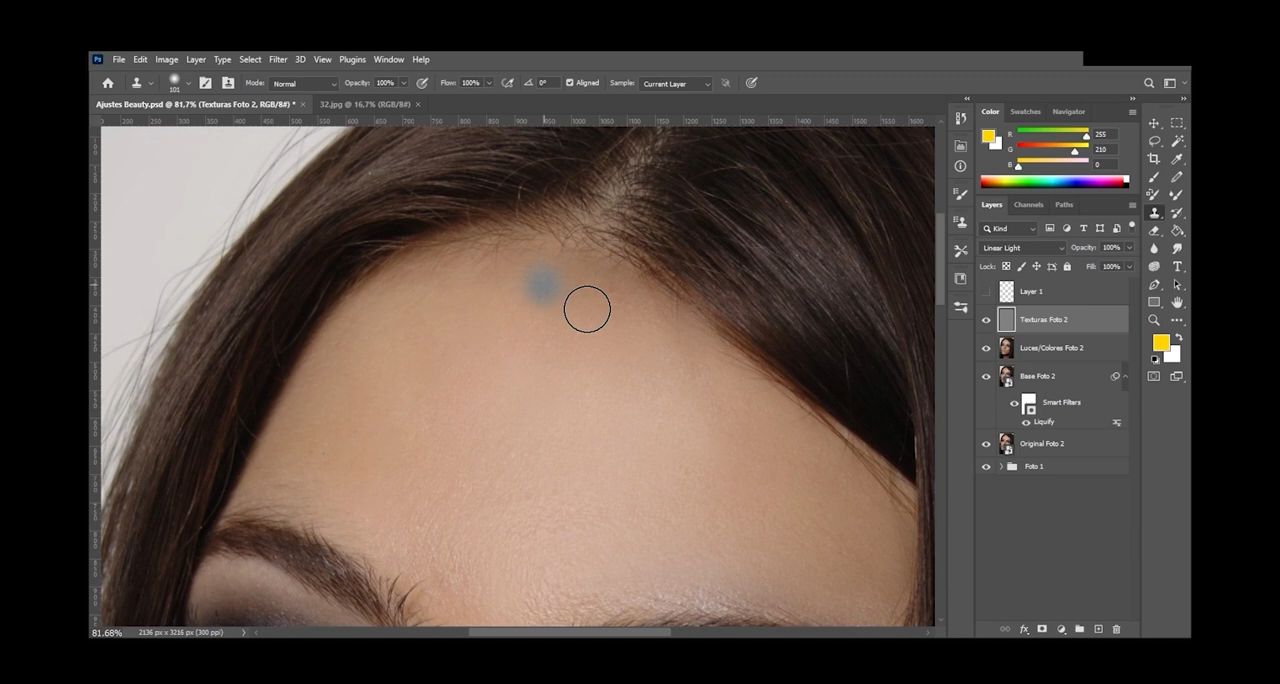 Ps File Edit Image Layer Type Select Filter 3D View Plugins Window Help
101 Mode: Normal Opacity: 100% Flow: 100% 0° Aligned Sample: Current Layer
Ajustes Beauty.psd @ 81,7% (Texturas Foto 2, RGB/8#) * × 32.jpg @ 16,7% (RGB/8#) ×
Color Swatches Navigator
R 255
G 210
B 0
Layers Channels Paths
Kind
Linear Light Opacity: 100%
Lock: Fill: 100%
Layer 1
Texturas Foto 2
Luces/Colores Foto 2
Base Foto 2
Smart Filters
Liquify
Original Foto 2
Foto 1
fx
81.68% 2136 px x 3216 px (300 ppi)